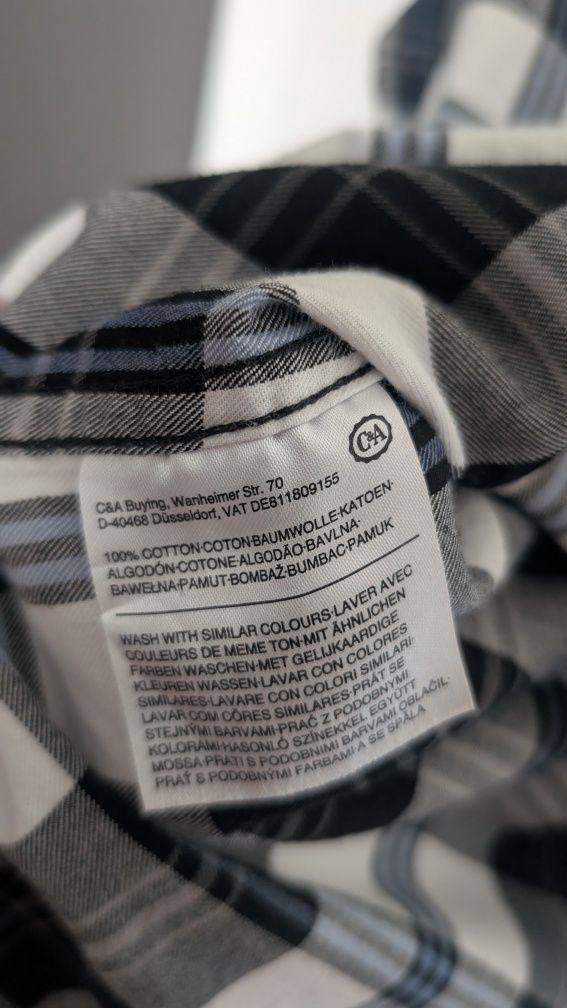 C&A
C&A Buying, Wanheimer Str. 70
D-40468 Düsseldorf, VAT DE811809155
100% COTTON·COTON·BAUMWOLLE·KATOEN·
ALGODÓN·COTONE·ALGODÃO·BAVLNA·
BAWEŁNA·PAMUT·BOMBAŽ·BUMBAC·PAMUK
WASH WITH SIMILAR COLOURS·LAVER AVEC
COULEURS DE MEME TON·MIT ÄHNLICHEN
FARBEN WASCHEN·MET GELIJKAARDIGE
KLEUREN WASSEN·LAVAR CON COLORES
SIMILARES·LAVARE CON COLORI SIMILARI·
LAVAR COM CÔRES SIMILARES·PRÁT SE
STEJNÝMI BARVAMI·PRAĆ Z PODOBNYMI
KOLORAMI·HASONLÓ SZÍNEKKEL EGYÜTT
MOSSA·PRATI S PODOBNIMI BARVAMI OBLAČIL·
PRAŤ S PODOBNÝMI FARBAMI·A SE SPĂLA